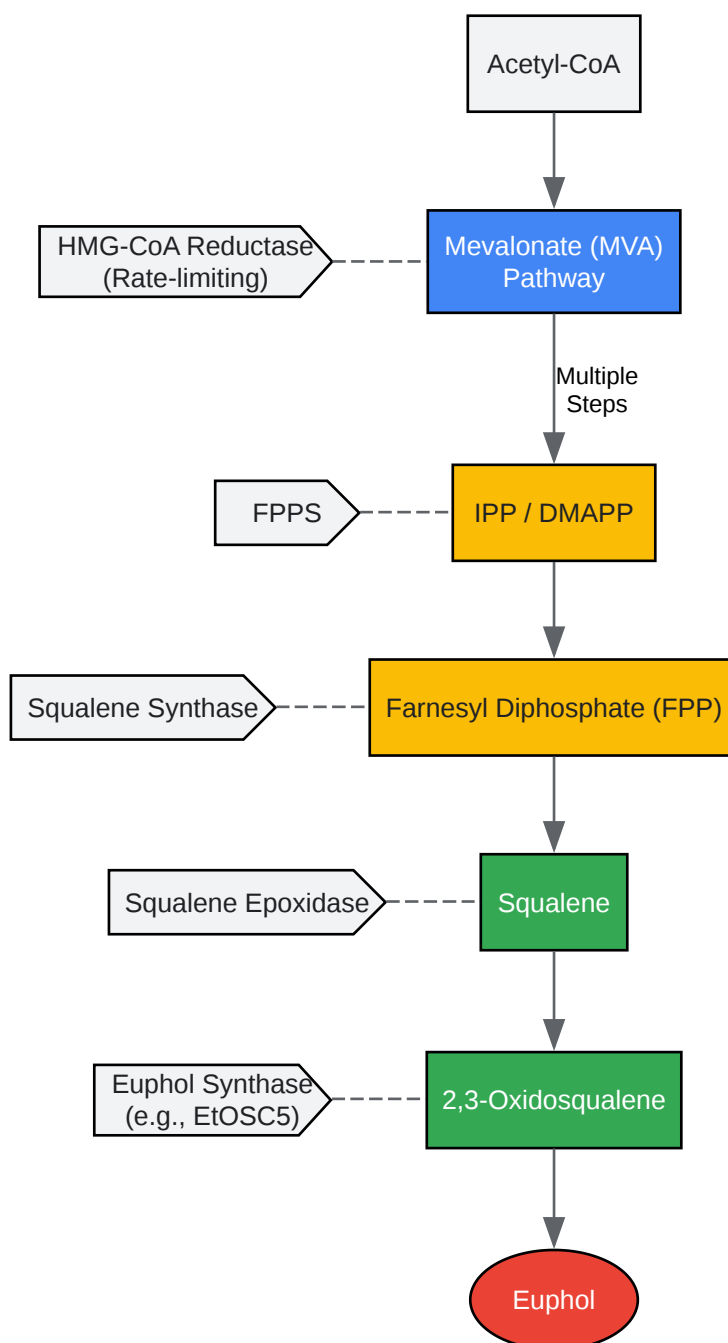 Acetyl-CoA
HMG-CoA Reductase
(Rate-limiting)
Mevalonate (MVA)
Pathway
Multiple
Steps
FPPS
IPP / DMAPP
Squalene Synthase
Farnesyl Diphosphate (FPP)
Squalene Epoxidase
Squalene
Euphol Synthase
(e.g., EtOSC5)
2,3-Oxidosqualene
Euphol